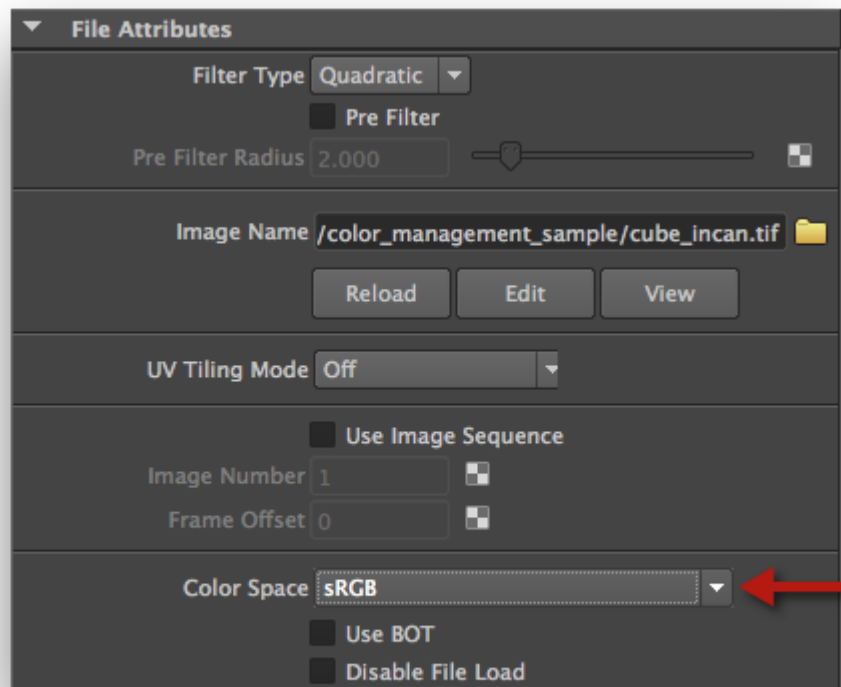 File Attributes
Filter Type Quadratic
Pre Filter
Pre Filter Radius 2.000
Image Name /color_management_sample/cube_incan.tif
Reload Edit View
UV Tiling Mode Off
Use Image Sequence
Image Number 1
Frame Offset 0
Color Space sRGB
Use BOT
Disable File Load